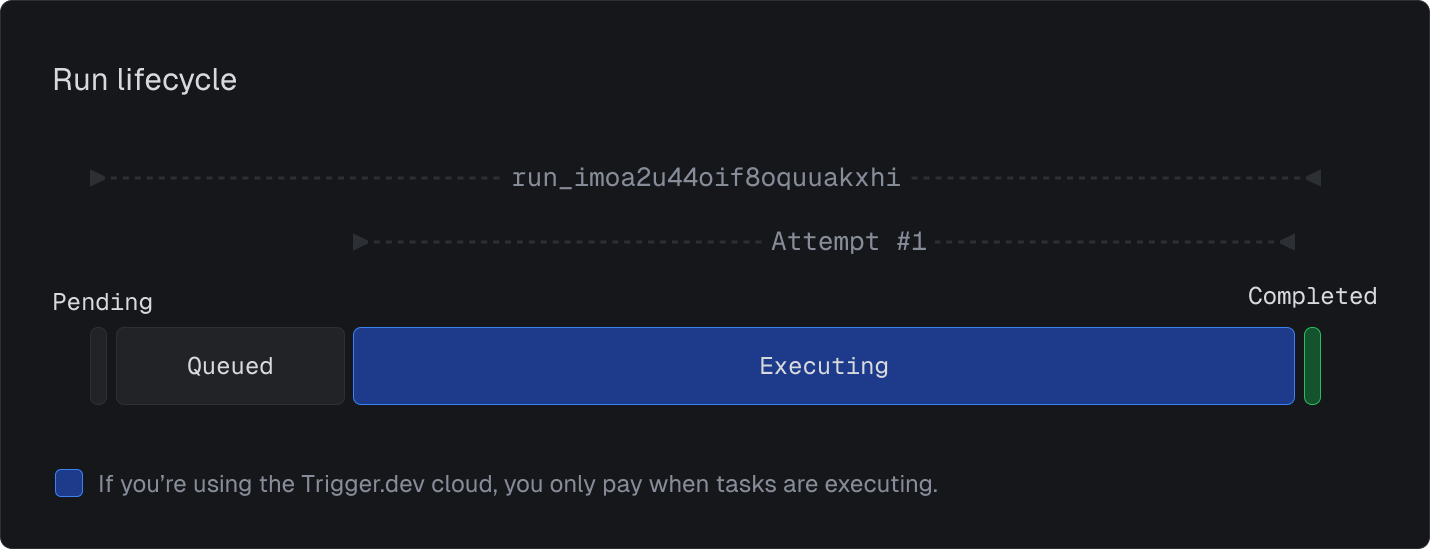 Run lifecycle
run_imoa2u44oif8oquuakxhi
Attempt #1
Pending
Completed
Queued
Executing
If you’re using the Trigger.dev cloud, you only pay when tasks are executing.